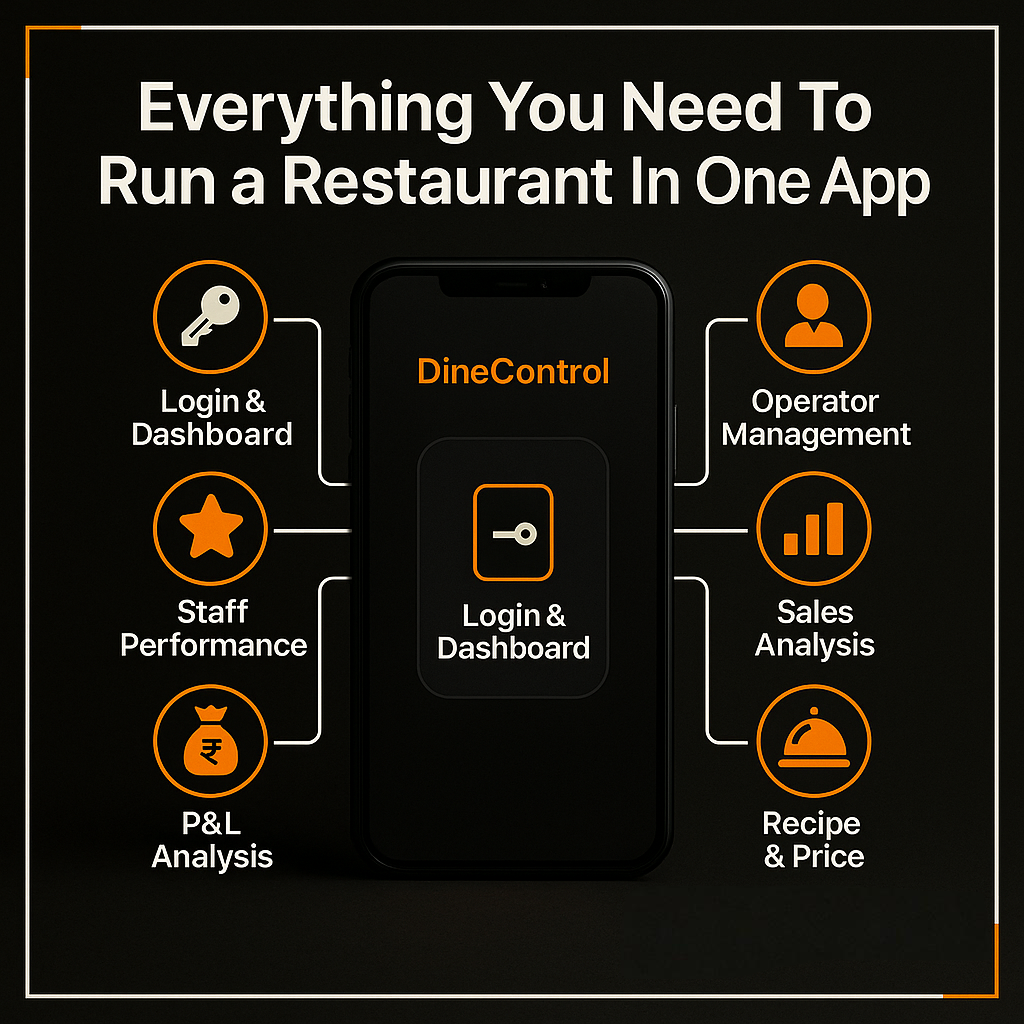 Everything You Need To
Run a Restaurant In One App
Login &
Dashboard
Staff
Performance
₹
P&L
Analysis
DineControl
Login &
Dashboard
Operator
Management
Sales
Analysis
Recipe
& Price